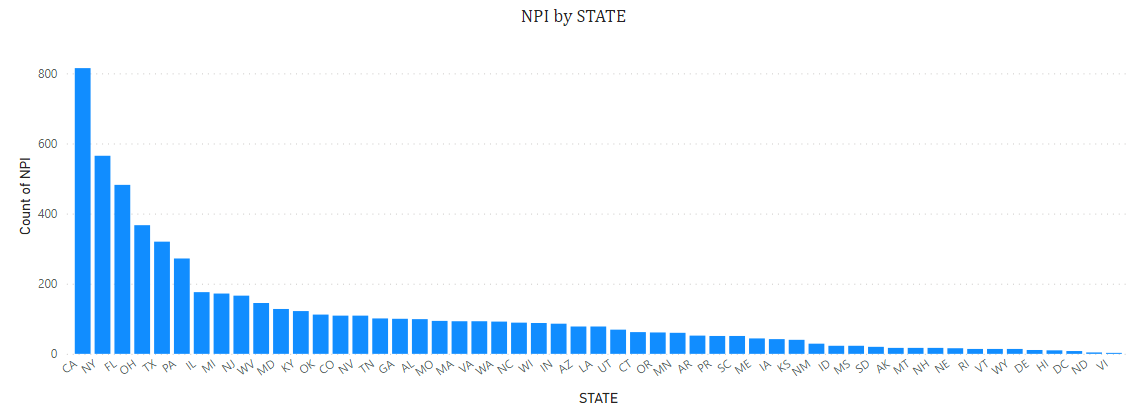 NPI by STATE
800
600
400
200
0
Count of NPI
CA NY FL OH TX PA IL MI NJ WV MD KY OK CO NV TN GA AL MO MA VA WA NC WI IN AZ LA UT CT OR MN AR PR SC ME IA KS NM ID MS SD AK MT NH NE RI VT WY DE HI DC ND VI
STATE